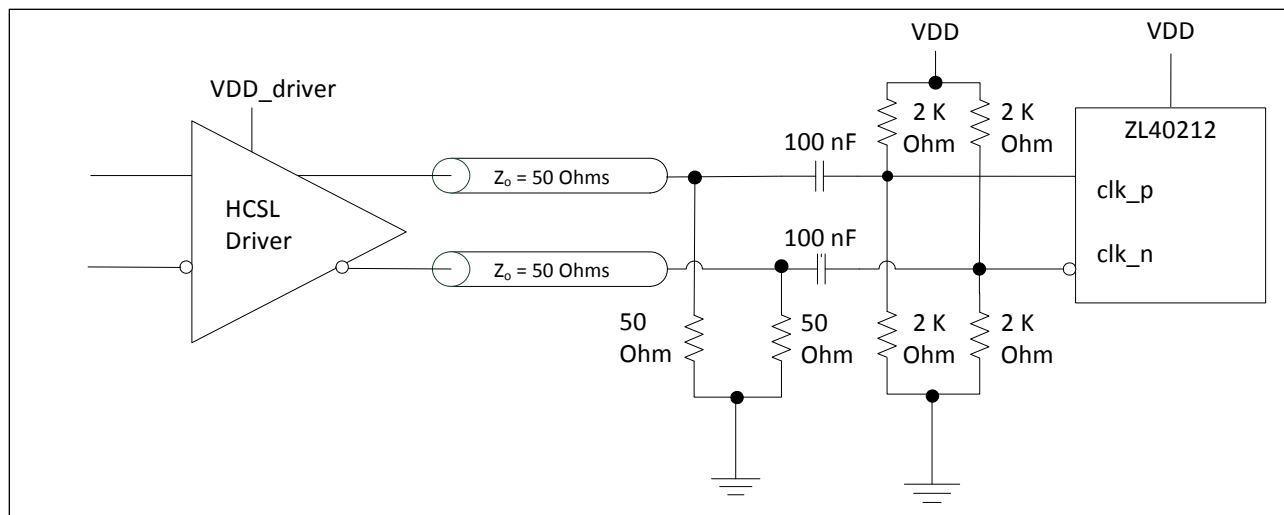 VDD
VDD
VDD_driver
2 K
Ohm
2 K
Ohm
ZL40212
100 nF
Zo = 50 Ohms
clk_p
HCSL
Driver
100 nF
clk_n
Zo = 50 Ohms
50
Ohm
50
Ohm
2 K
Ohm
2 K
Ohm